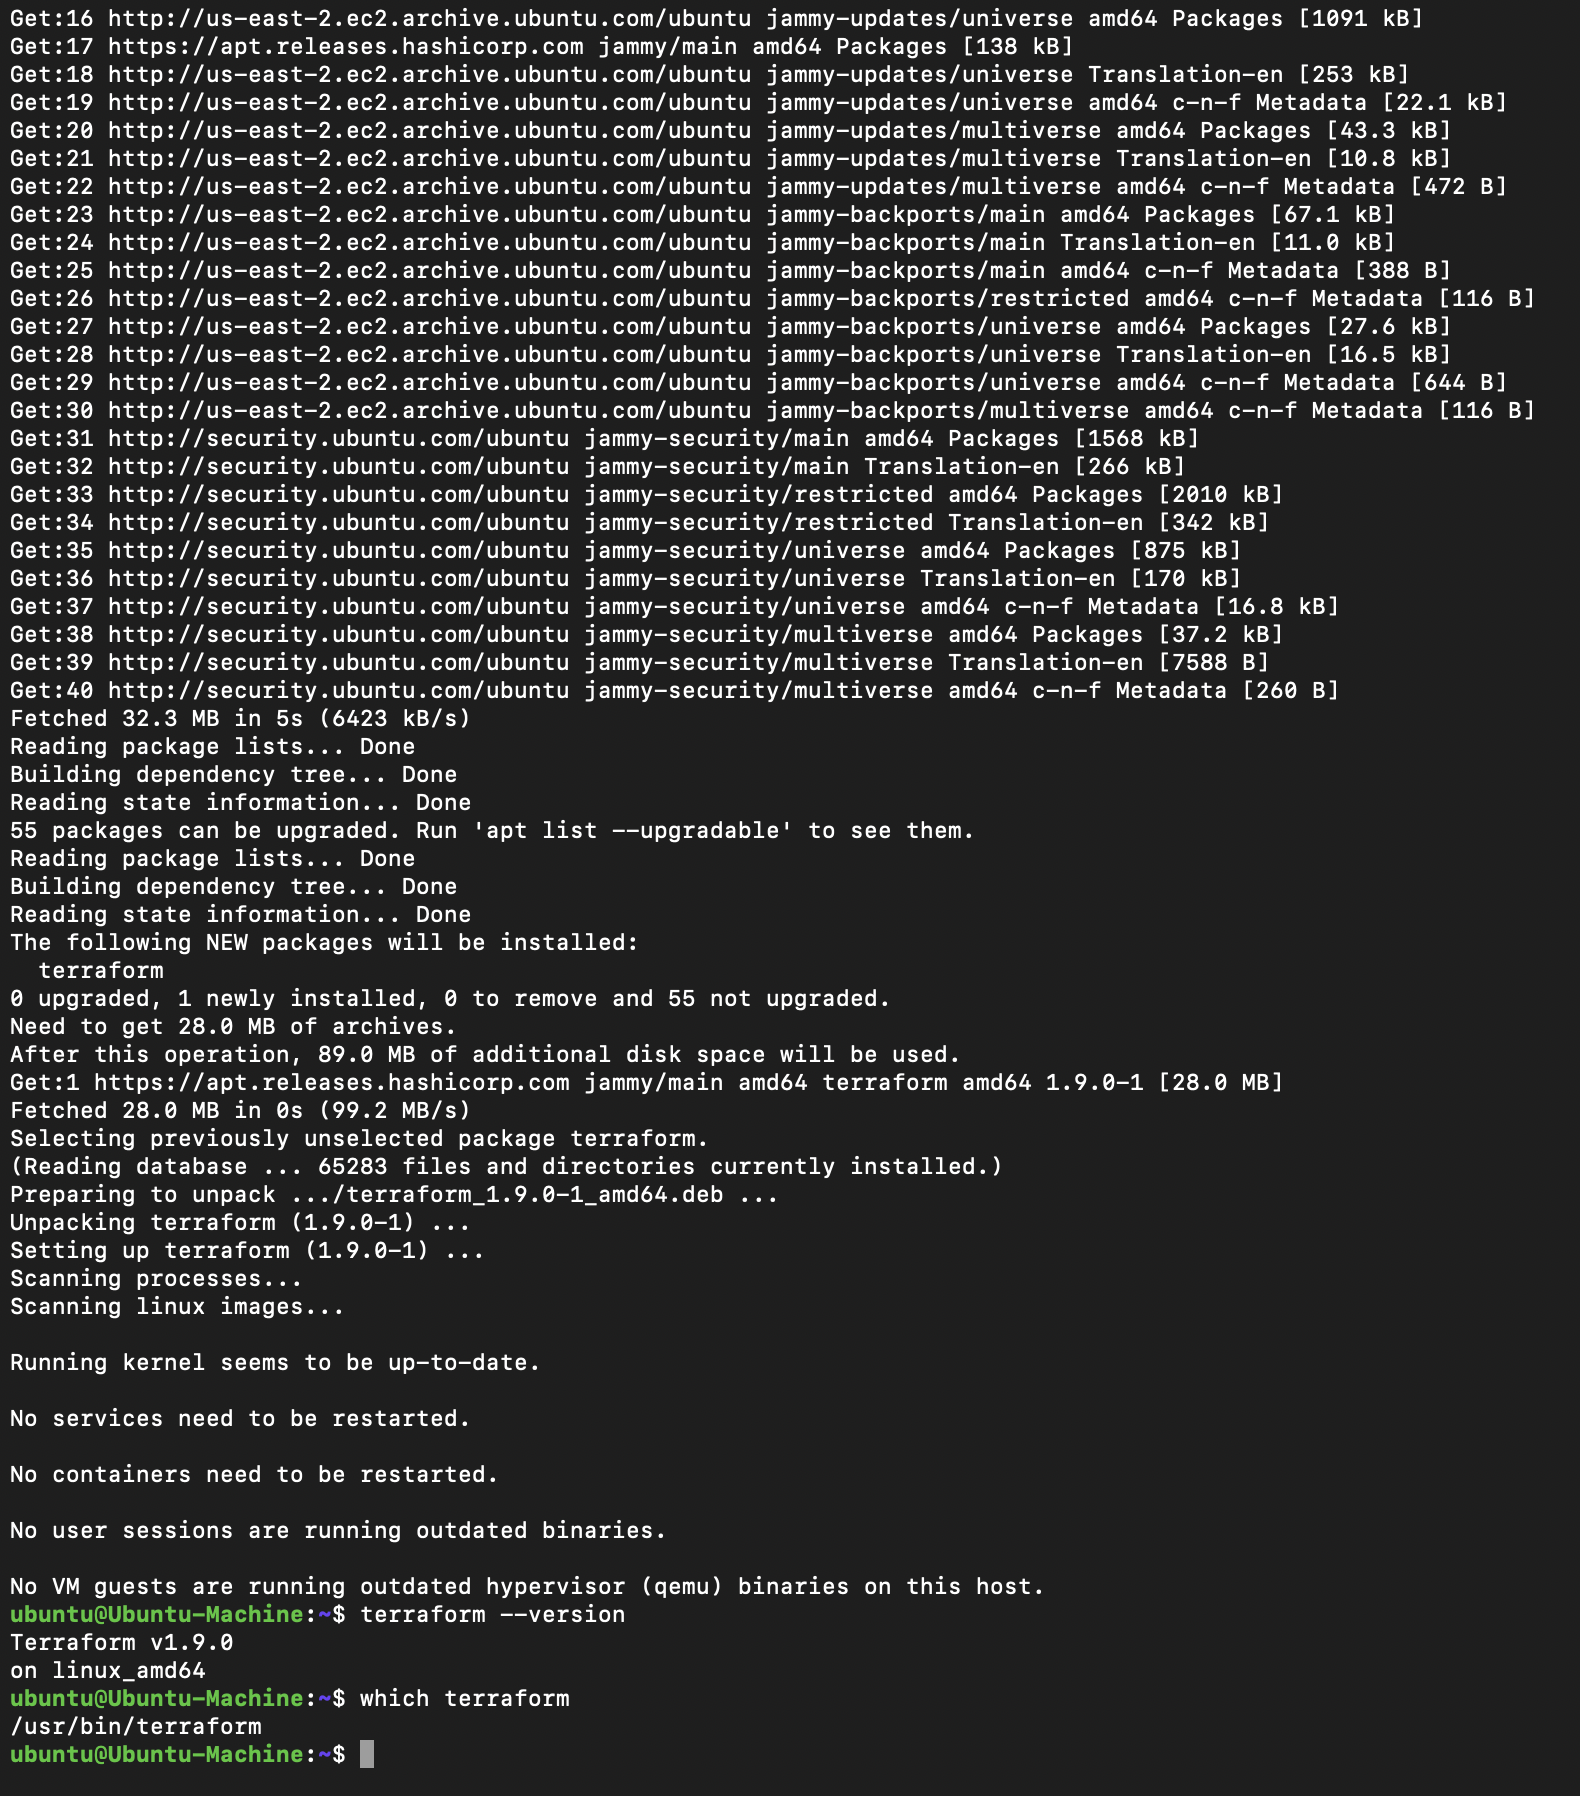 Get:16 http://us-east-2.ec2.archive.ubuntu.com/ubuntu jammy-updates/universe amd64 Packages [1091 kB]
Get:17 https://apt.releases.hashicorp.com jammy/main amd64 Packages [138 kB]
Get:18 http://us-east-2.ec2.archive.ubuntu.com/ubuntu jammy-updates/universe Translation-en [253 kB]
Get:19 http://us-east-2.ec2.archive.ubuntu.com/ubuntu jammy-updates/universe amd64 c-n-f Metadata [22.1 kB]
Get:20 http://us-east-2.ec2.archive.ubuntu.com/ubuntu jammy-updates/multiverse amd64 Packages [43.3 kB]
Get:21 http://us-east-2.ec2.archive.ubuntu.com/ubuntu jammy-updates/multiverse Translation-en [10.8 kB]
Get:22 http://us-east-2.ec2.archive.ubuntu.com/ubuntu jammy-updates/multiverse amd64 c-n-f Metadata [472 B]
Get:23 http://us-east-2.ec2.archive.ubuntu.com/ubuntu jammy-backports/main amd64 Packages [67.1 kB]
Get:24 http://us-east-2.ec2.archive.ubuntu.com/ubuntu jammy-backports/main Translation-en [11.0 kB]
Get:25 http://us-east-2.ec2.archive.ubuntu.com/ubuntu jammy-backports/main amd64 c-n-f Metadata [388 B]
Get:26 http://us-east-2.ec2.archive.ubuntu.com/ubuntu jammy-backports/restricted amd64 c-n-f Metadata [116 B]
Get:27 http://us-east-2.ec2.archive.ubuntu.com/ubuntu jammy-backports/universe amd64 Packages [27.6 kB]
Get:28 http://us-east-2.ec2.archive.ubuntu.com/ubuntu jammy-backports/universe Translation-en [16.5 kB]
Get:29 http://us-east-2.ec2.archive.ubuntu.com/ubuntu jammy-backports/universe amd64 c-n-f Metadata [644 B]
Get:30 http://us-east-2.ec2.archive.ubuntu.com/ubuntu jammy-backports/multiverse amd64 c-n-f Metadata [116 B]
Get:31 http://security.ubuntu.com/ubuntu jammy-security/main amd64 Packages [1568 kB]
Get:32 http://security.ubuntu.com/ubuntu jammy-security/main Translation-en [266 kB]
Get:33 http://security.ubuntu.com/ubuntu jammy-security/restricted amd64 Packages [2010 kB]
Get:34 http://security.ubuntu.com/ubuntu jammy-security/restricted Translation-en [342 kB]
Get:35 http://security.ubuntu.com/ubuntu jammy-security/universe amd64 Packages [875 kB]
Get:36 http://security.ubuntu.com/ubuntu jammy-security/universe Translation-en [170 kB]
Get:37 http://security.ubuntu.com/ubuntu jammy-security/universe amd64 c-n-f Metadata [16.8 kB]
Get:38 http://security.ubuntu.com/ubuntu jammy-security/multiverse amd64 Packages [37.2 kB]
Get:39 http://security.ubuntu.com/ubuntu jammy-security/multiverse Translation-en [7588 B]
Get:40 http://security.ubuntu.com/ubuntu jammy-security/multiverse amd64 c-n-f Metadata [260 B]
Fetched 32.3 MB in 5s (6423 kB/s)
Reading package lists... Done
Building dependency tree... Done
Reading state information... Done
55 packages can be upgraded. Run 'apt list --upgradable' to see them.
Reading package lists... Done
Building dependency tree... Done
Reading state information... Done
The following NEW packages will be installed:
  terraform
0 upgraded, 1 newly installed, 0 to remove and 55 not upgraded.
Need to get 28.0 MB of archives.
After this operation, 89.0 MB of additional disk space will be used.
Get:1 https://apt.releases.hashicorp.com jammy/main amd64 terraform amd64 1.9.0-1 [28.0 MB]
Fetched 28.0 MB in 0s (99.2 MB/s)
Selecting previously unselected package terraform.
(Reading database ... 65283 files and directories currently installed.)
Preparing to unpack .../terraform_1.9.0-1_amd64.deb ...
Unpacking terraform (1.9.0-1) ...
Setting up terraform (1.9.0-1) ...
Scanning processes...
Scanning linux images...

Running kernel seems to be up-to-date.

No services need to be restarted.

No containers need to be restarted.

No user sessions are running outdated binaries.

No VM guests are running outdated hypervisor (qemu) binaries on this host.
ubuntu@Ubuntu-Machine:~$ terraform --version
Terraform v1.9.0
on linux_amd64
ubuntu@Ubuntu-Machine:~$ which terraform
/usr/bin/terraform
ubuntu@Ubuntu-Machine:~$